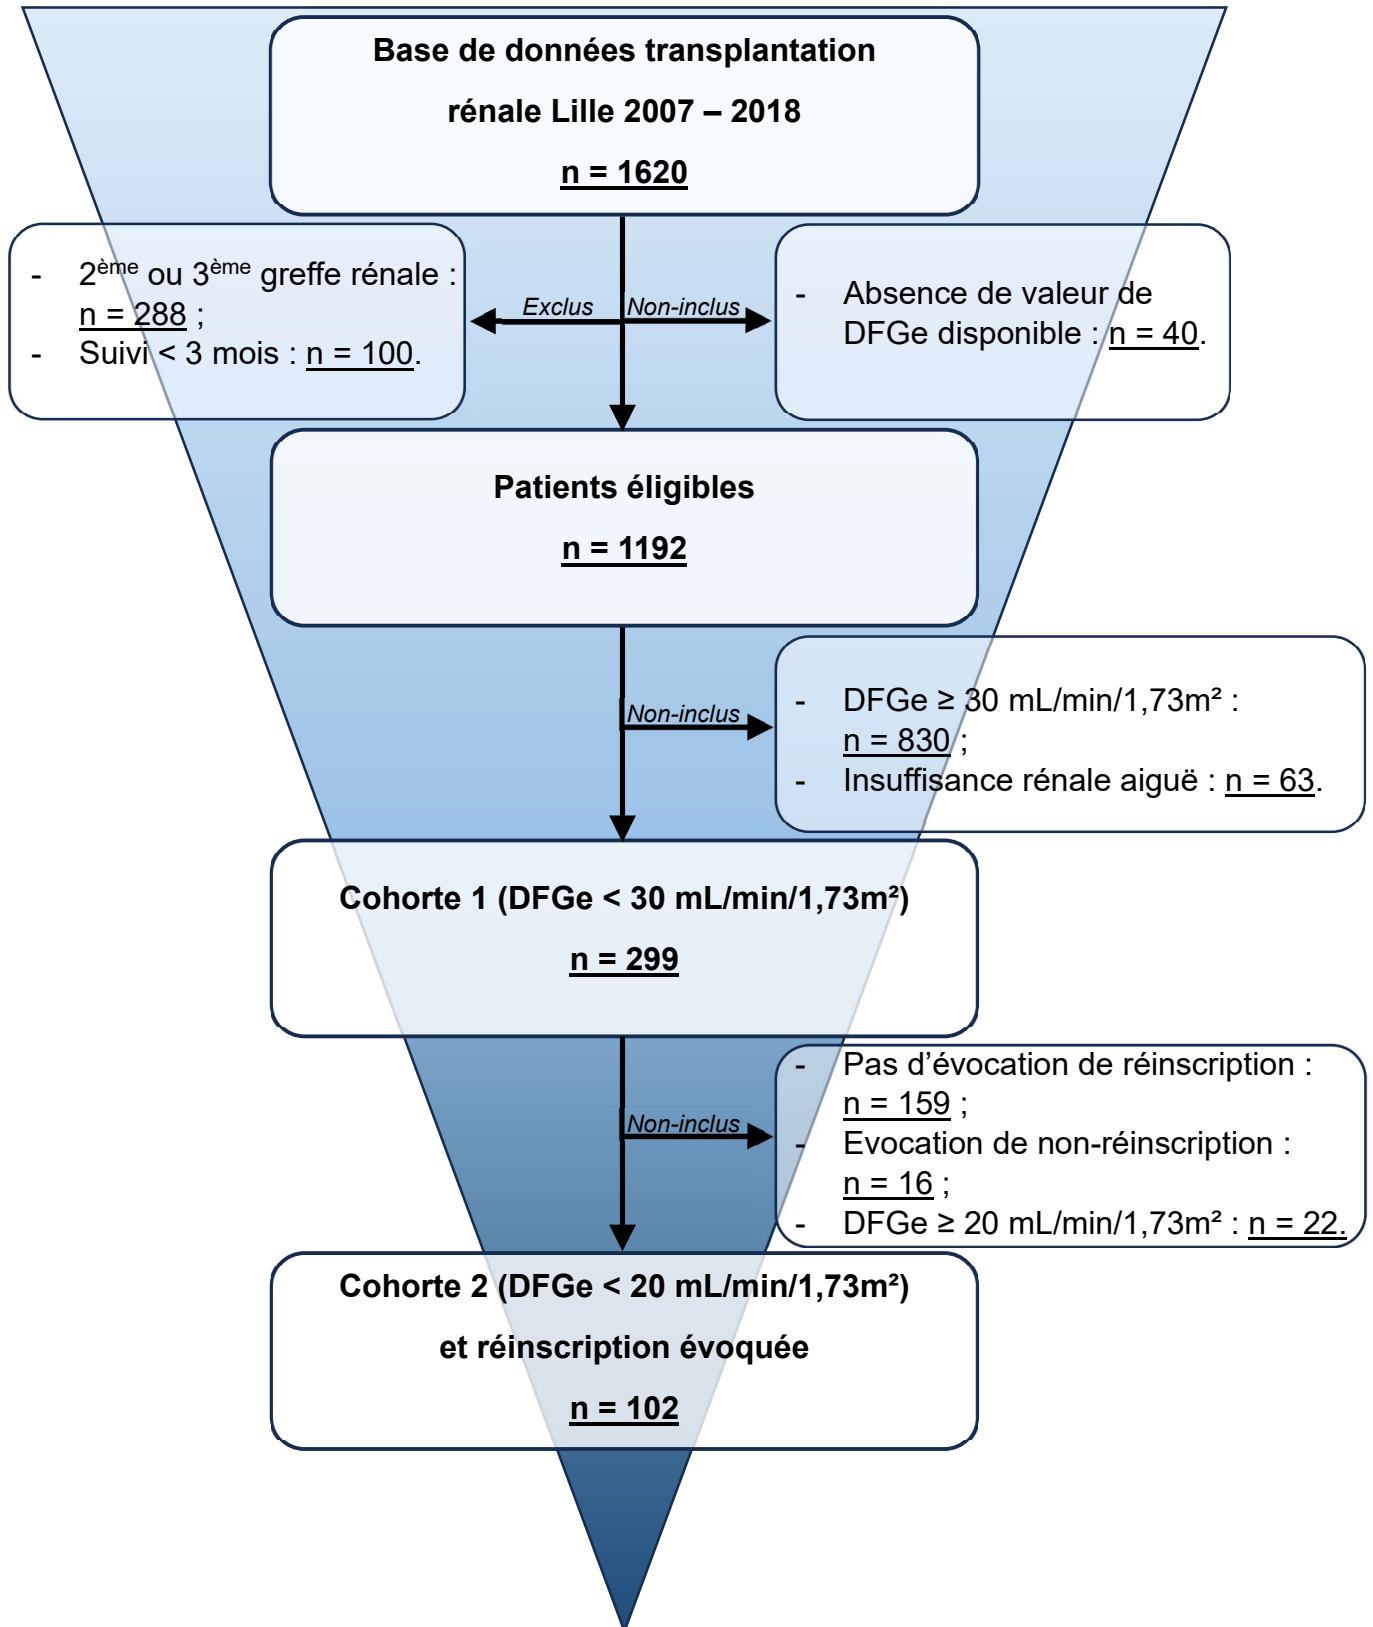 Base de données transplantation
rénale Lille 2007 – 2018
n = 1620
- 2ème ou 3ème greffe rénale :
n = 288 ;
- Suivi < 3 mois : n = 100.
Exclus
Non-inclus
- Absence de valeur de
DFGe disponible : n = 40.
Patients éligibles
n = 1192
Non-inclus
- DFGe ≥ 30 mL/min/1,73m² :
n = 830 ;
- Insuffisance rénale aiguë : n = 63.
Cohorte 1 (DFGe < 30 mL/min/1,73m²)
n = 299
Non-inclus
- Pas d’évocation de réinscription :
n = 159 ;
- Evocation de non-réinscription :
n = 16 ;
- DFGe ≥ 20 mL/min/1,73m² : n = 22.
Cohorte 2 (DFGe < 20 mL/min/1,73m²)
et réinscription évoquée
n = 102